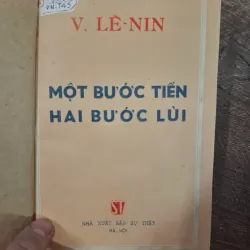 V. LÊ-NIN
MỘT BƯỚC TIẾN
HAI BƯỚC LÙI
ST
NHÀ XUẤT BẢN SỰ THẬT
HÀ-NỘI